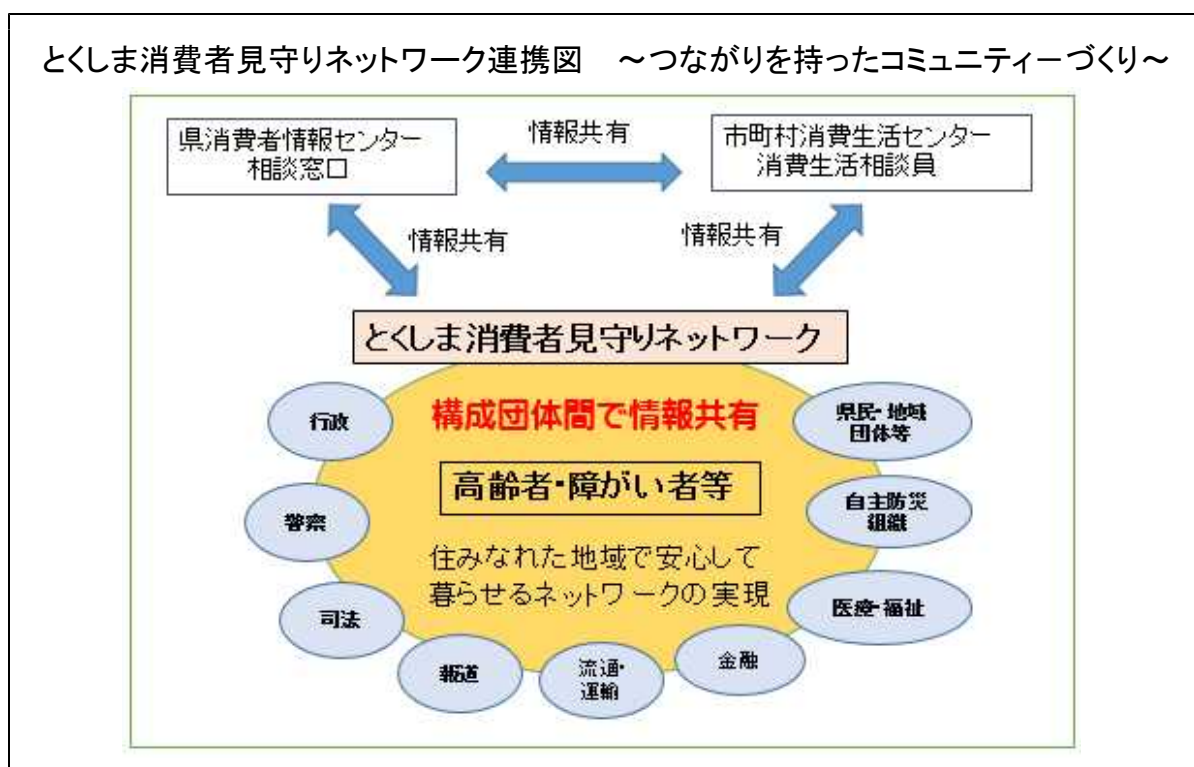 とくしま消費者見守りネットワーク連携図　～つながりを持ったコミュニティーづくり～
県消費者情報センター
相談窓口
情報共有
市町村消費生活センター
消費生活相談員
情報共有
情報共有
とくしま消費者見守りネットワーク
構成団体間で情報共有
高齢者・障がい者等
住みなれた地域で安心して
暮らせるネットワークの実現
行政
警察
司法
報道
流通・
運輸
金融
医療・福祉
自主防災
組織
県民・地域
団体等